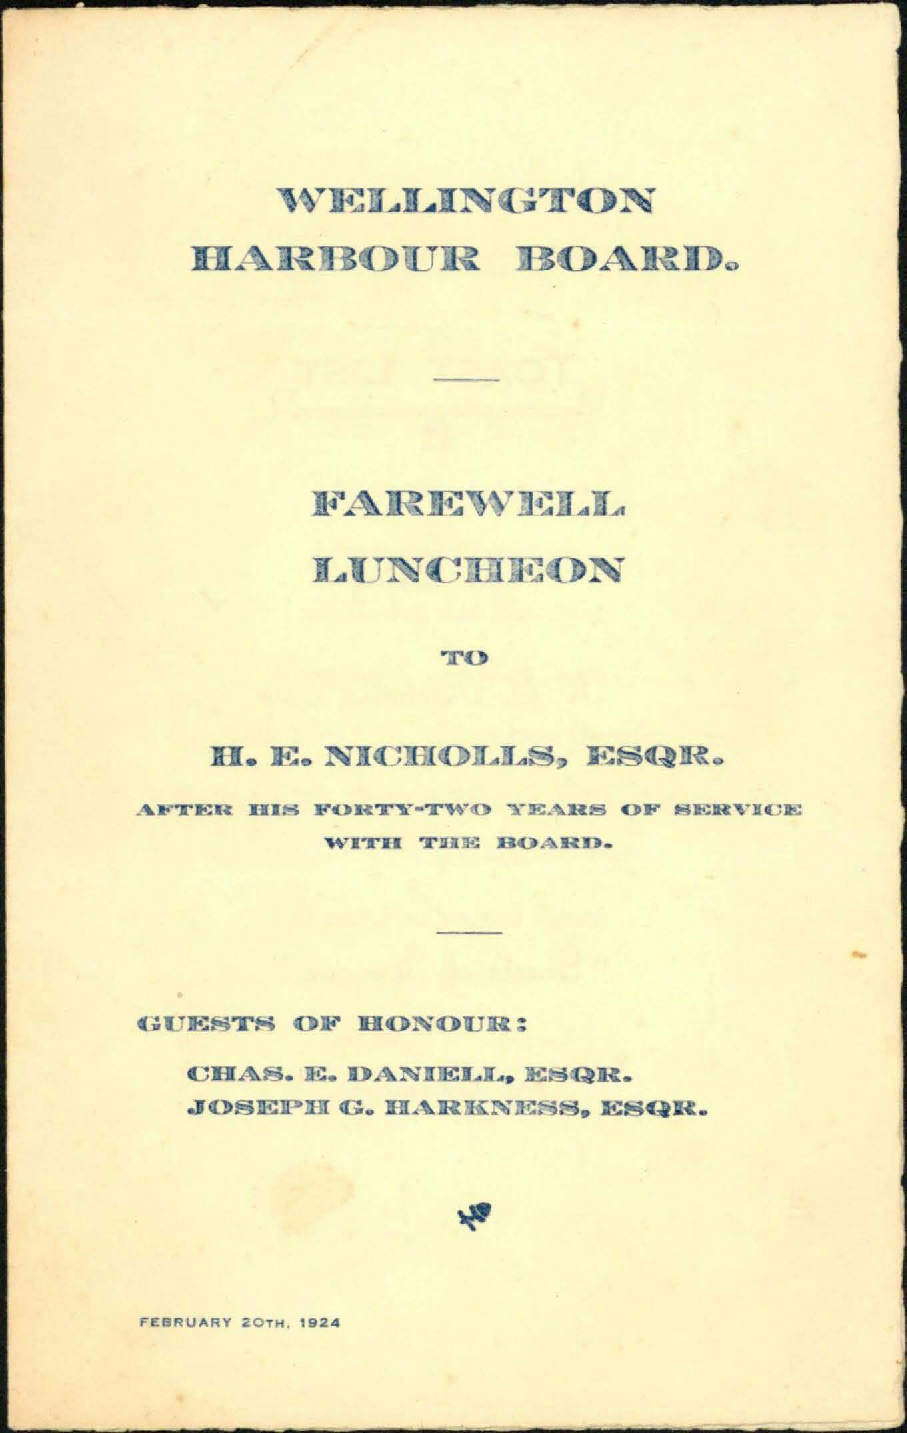 WELLINGTON
HARBOUR BOARD.
FAREWELL
LUNCHEON
TO
H. E. NICHOLLS, ESQR.
AFTER HIS FORTY-TWO YEARS OF SERVICE
WITH THE BOARD.
GUESTS OF HONOUR:
CHAS. E. DANIELL, ESQR.
JOSEPH G. HARKNESS, ESQR.
FEBRUARY 20TH, 1924